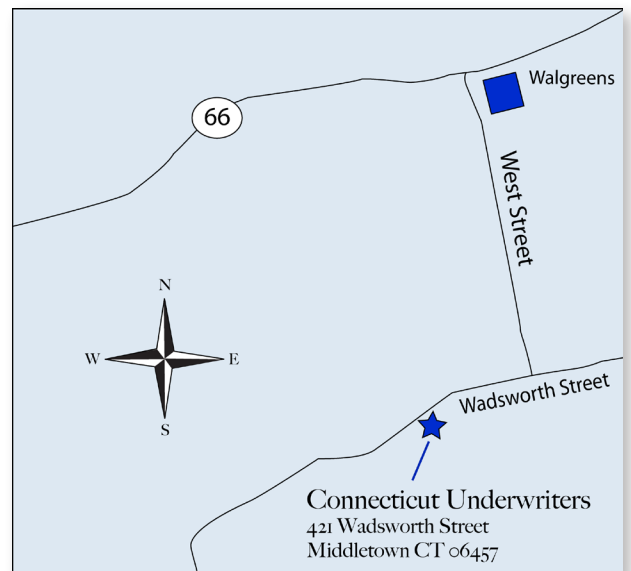 Walgreens
66
West Street
N
W
E
S
Wadsworth Street
Connecticut Underwriters
421 Wadsworth Street
Middletown CT 06457